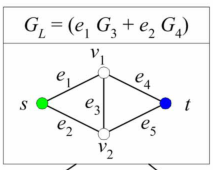 G_L = (e_1 G_3 + e_2 G_4)
v_1
e_1 e_4
s e_3 t
e_2 e_5
v_2